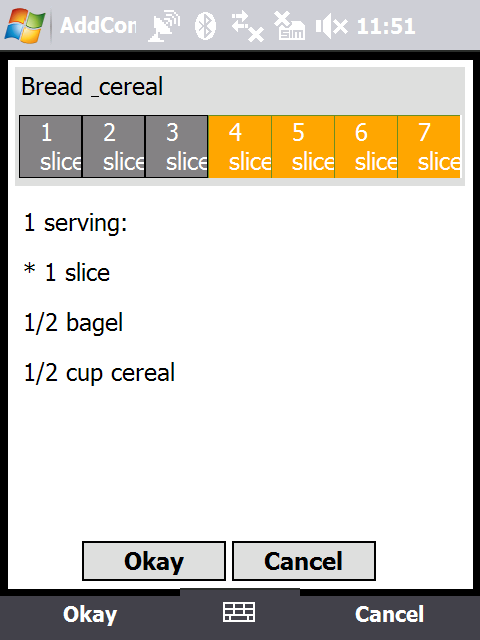 AddCon
11:51
Bread _cereal
1 2 3 4 5 6 7
slice slice slice slice slice slice slice
1 serving:
* 1 slice
1/2 bagel
1/2 cup cereal
Okay Cancel
Okay Cancel